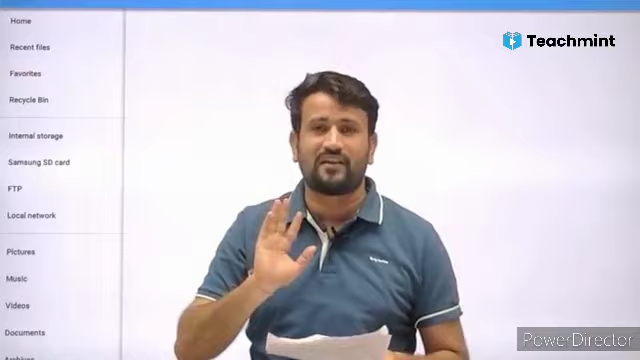 Home
Recent files
Favorites
Recycle Bin
Internal storage
Samsung SD card
FTP
Local network
Pictures
Music
Videos
Documents
Archives
Teachmint
PowerDirector